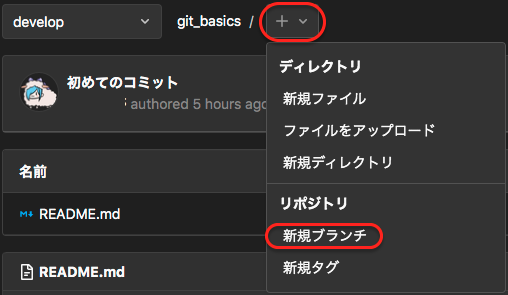 develop
git_basics /
ディレクトリ
新規ファイル
ファイルをアップロード
新規ディレクトリ
リポジトリ
新規ブランチ
新規タグ
初めてのコミット
authored 5 hours ago
名前
README.md
README.md